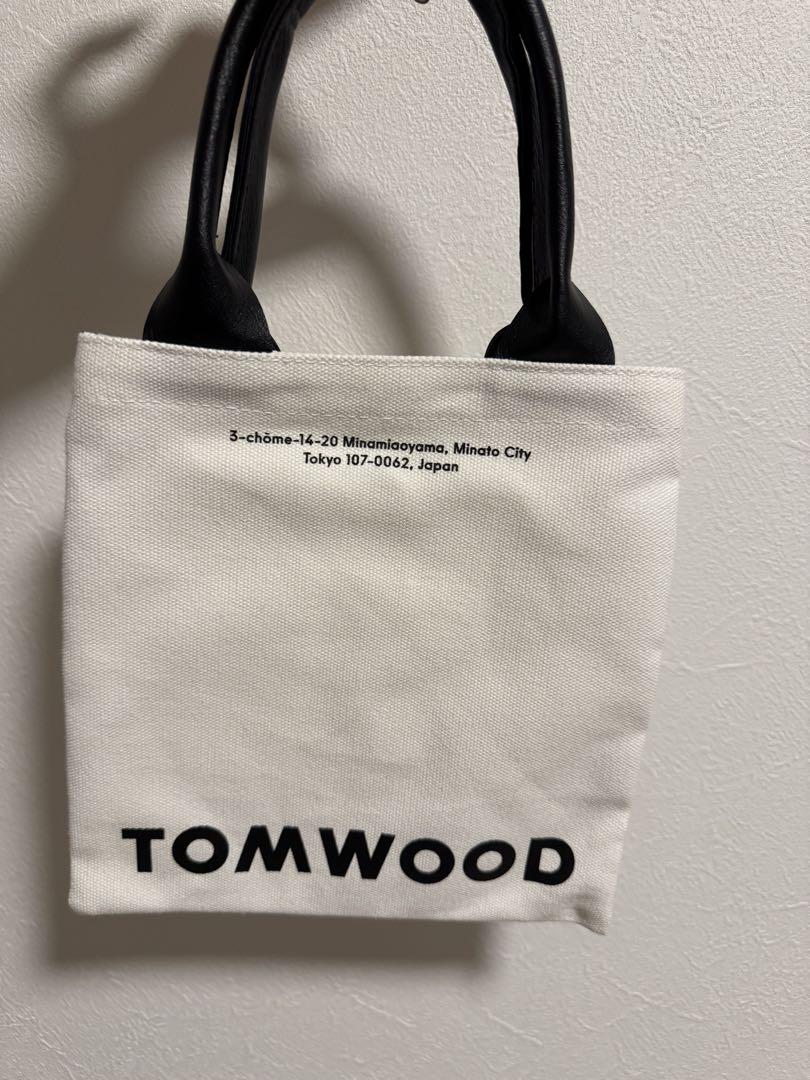 3-chōme-14-20 Minamiaoyama, Minato City
Tokyo 107-0062, Japan
TOMWOOD